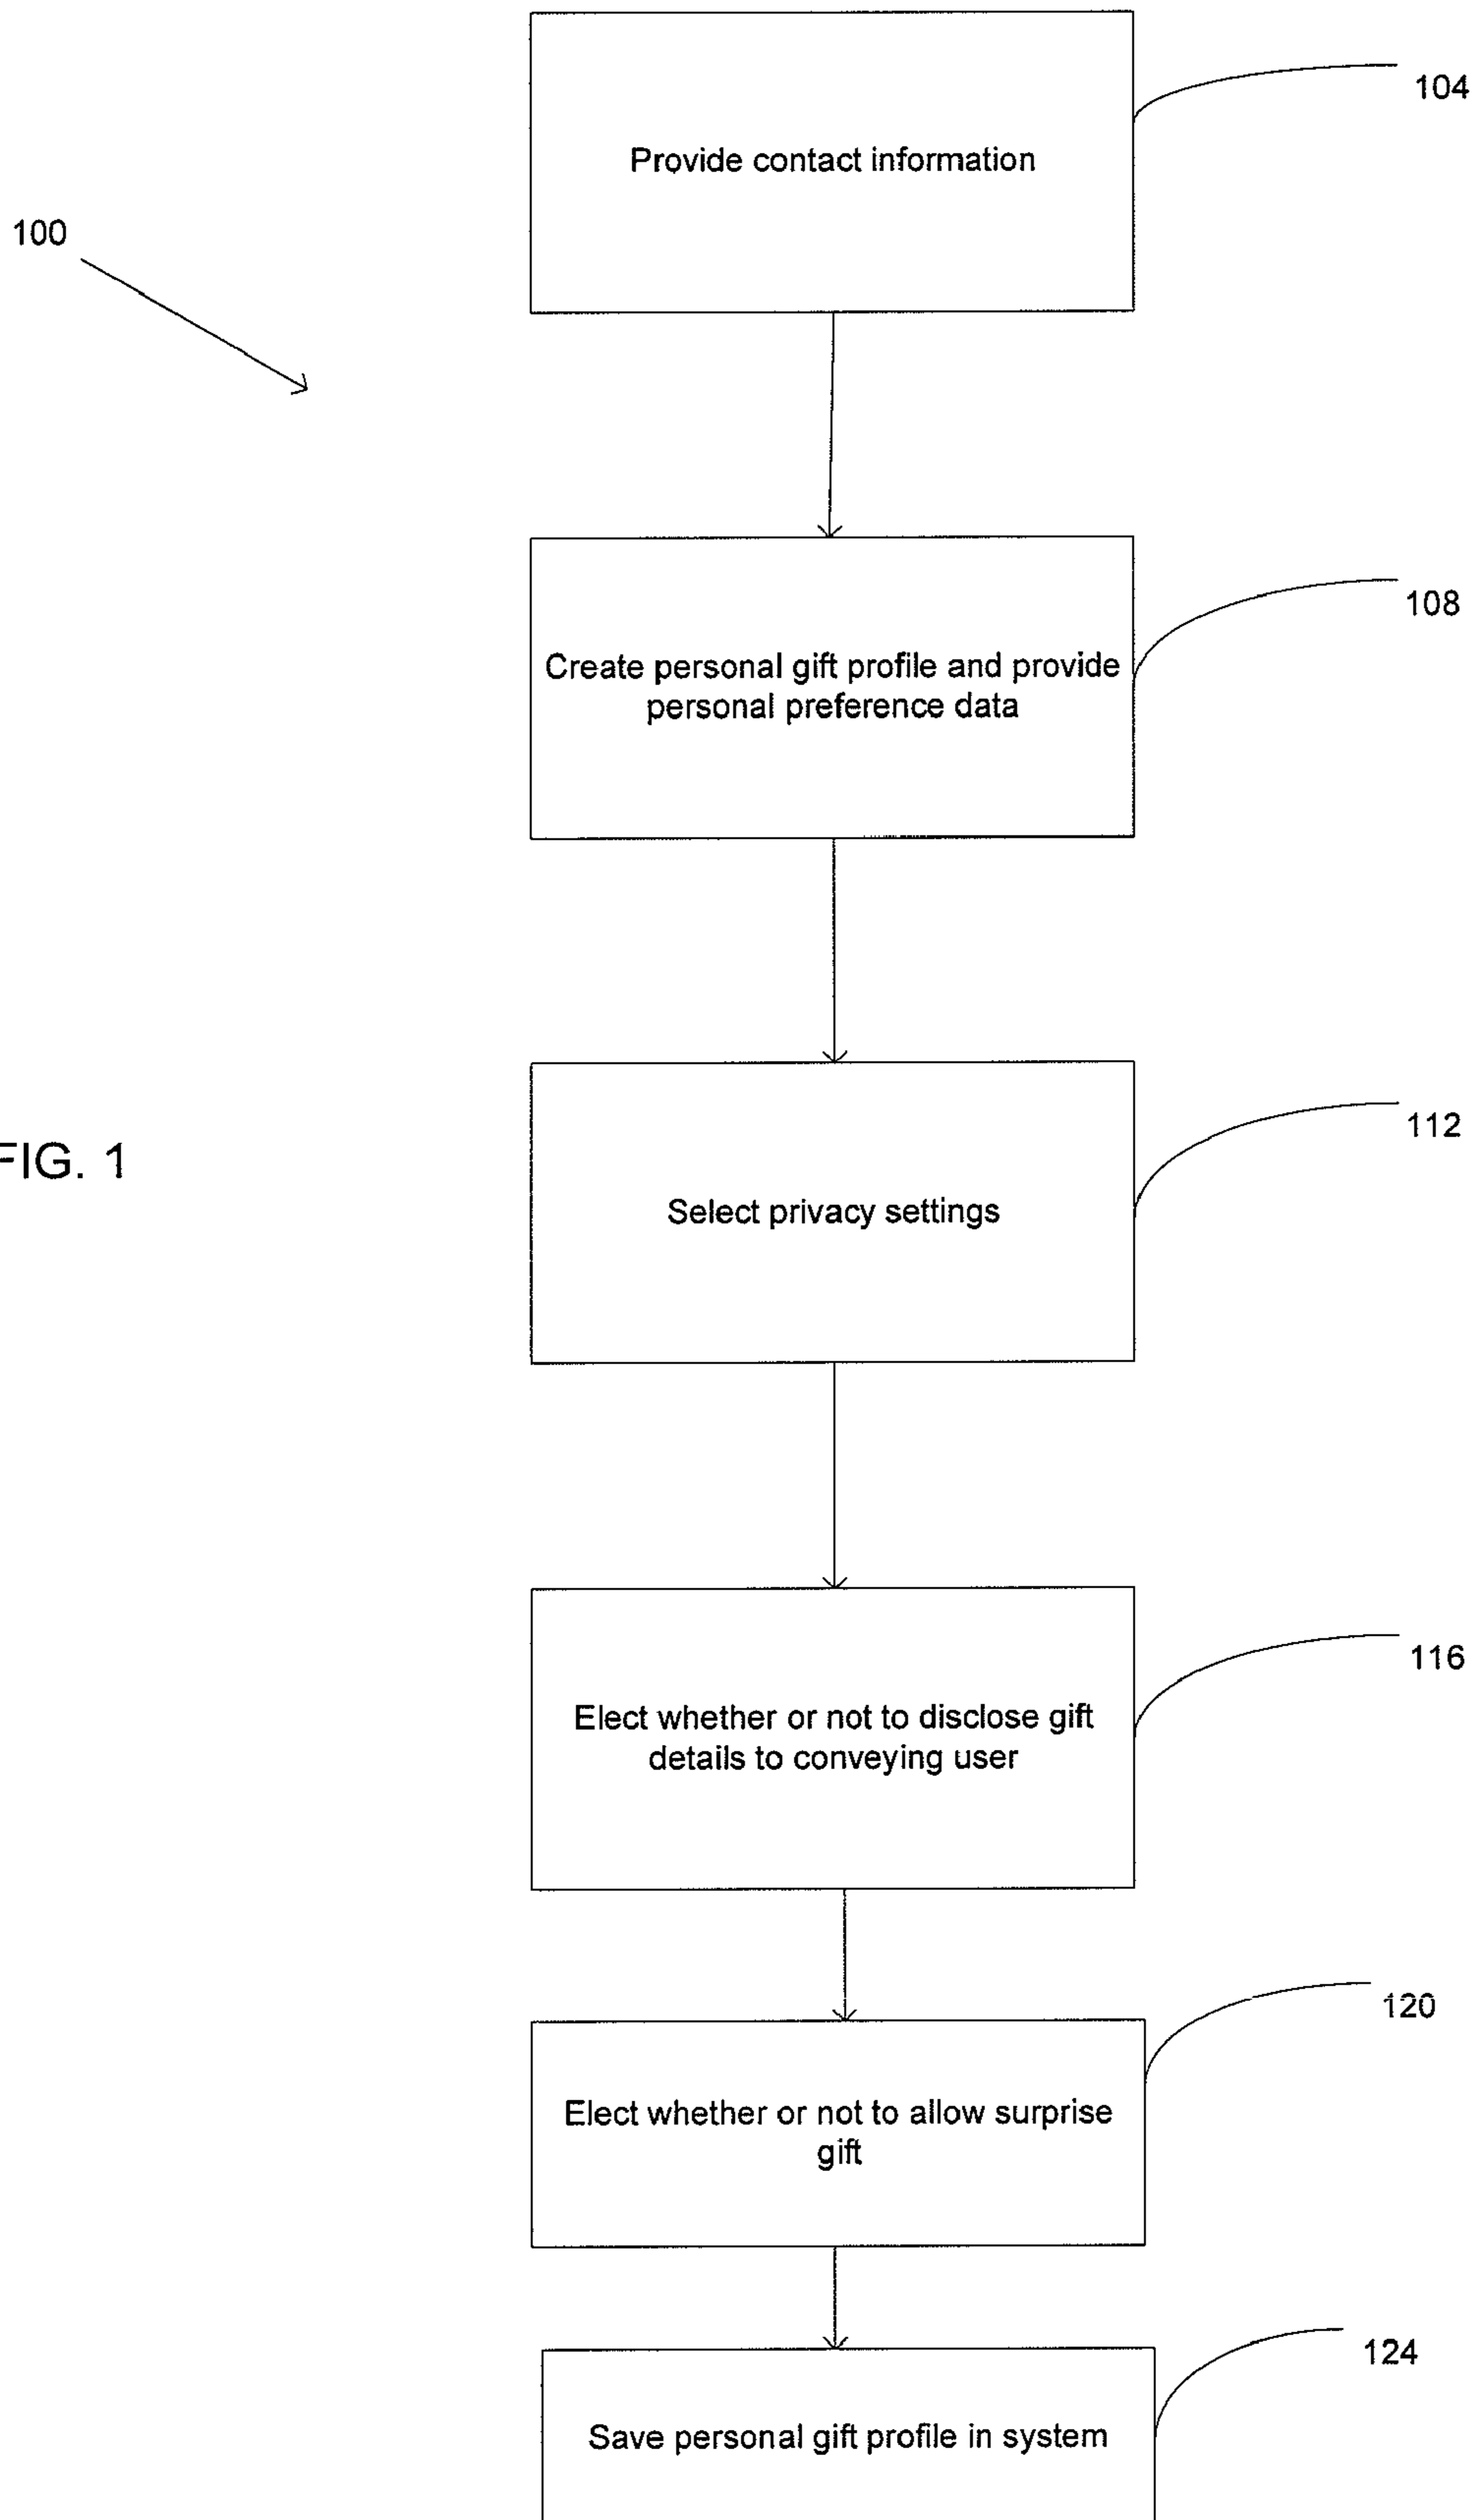 104
Provide contact information
100
108
Create personal gift profile and provide
personal preference data
112
FIG. 1
Select privacy settings
116
Elect whether or not to disclose gift
details to conveying user
120
Elect whether or not to allow surprise
gift
124
Save personal gift profile in system